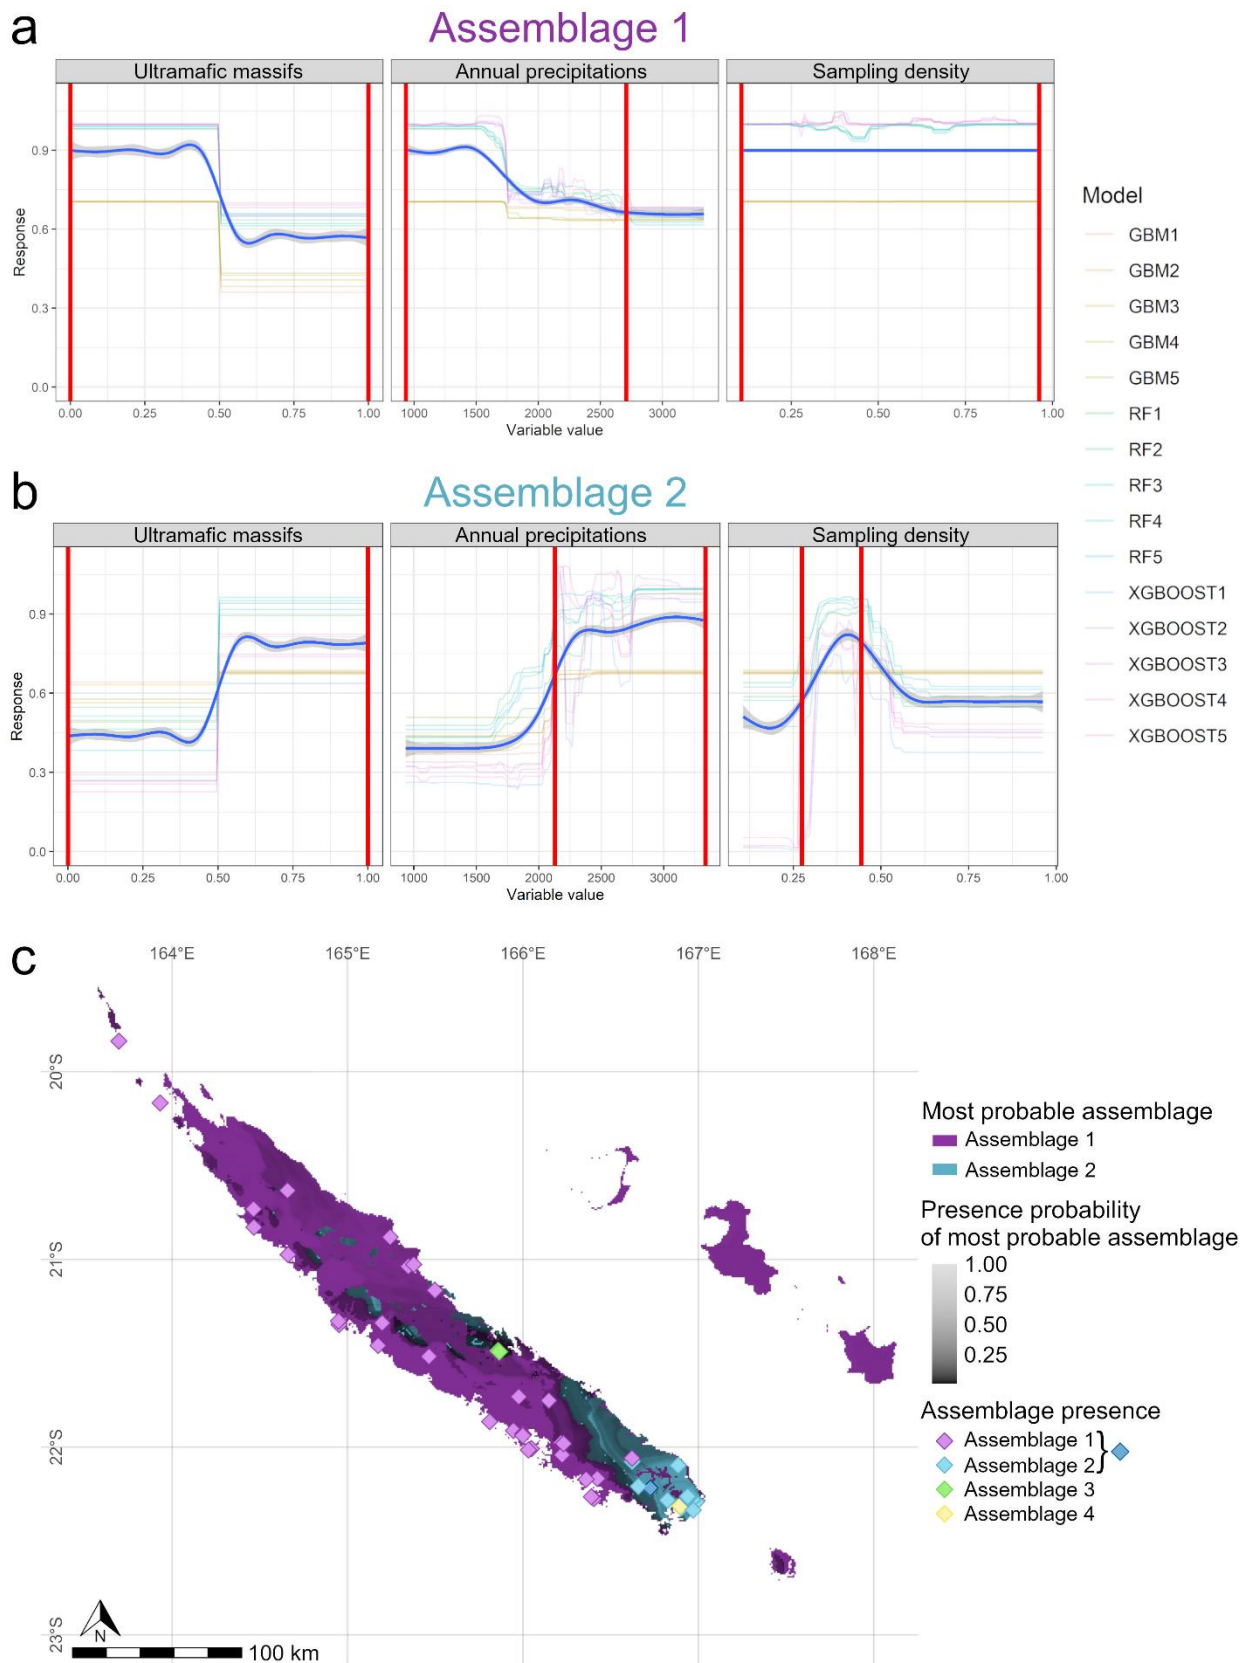 a
Assemblage 1
Ultramafic massifs
Annual precipitations
Sampling density
Response
0.9
0.6
0.3
0.0
0.00 0.25 0.50 0.75 1.00
1000 1500 2000 2500 3000
0.25 0.50 0.75 1.00
Variable value
Model
GBM1
GBM2
GBM3
GBM4
GBM5
RF1
RF2
RF3
RF4
RF5
XGBOOST1
XGBOOST2
XGBOOST3
XGBOOST4
XGBOOST5
b
Assemblage 2
Ultramafic massifs
Annual precipitations
Sampling density
Response
0.9
0.6
0.3
0.0
0.00 0.25 0.50 0.75 1.00
1000 1500 2000 2500 3000
0.25 0.50 0.75 1.00
Variable value
c
164°E 165°E 166°E 167°E 168°E
20°S
21°S
22°S
23°S
Most probable assemblage
Assemblage 1
Assemblage 2
Presence probability
of most probable assemblage
1.00
0.75
0.50
0.25
Assemblage presence
Assemblage 1
Assemblage 2
Assemblage 3
Assemblage 4
N
100 km